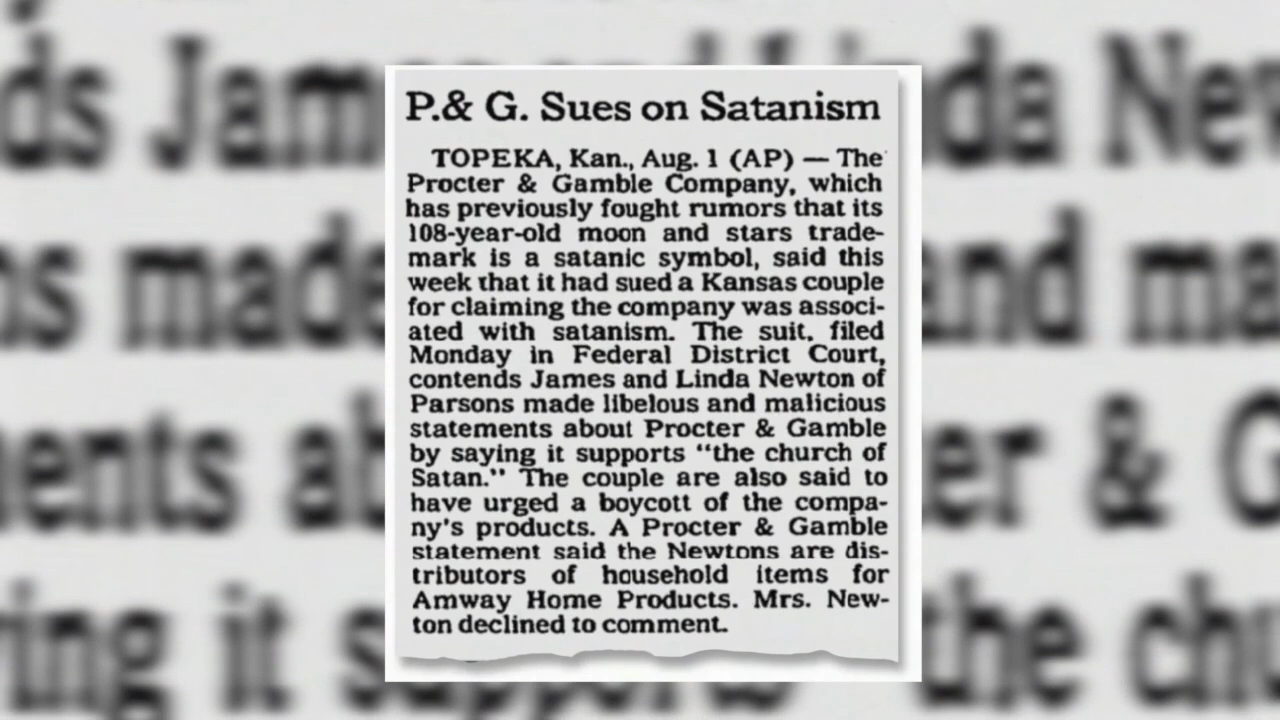 P.& G. Sues on Satanism
TOPEKA, Kan., Aug. 1 (AP) — The
Procter & Gamble Company, which
has previously fought rumors that its
108-year-old moon and stars trade-
mark is a satanic symbol, said this
week that it had sued a Kansas couple
for claiming the company was associ-
ated with satanism. The suit, filed
Monday in Federal District Court,
contends James and Linda Newton of
Parsons made libelous and malicious
statements about Procter & Gamble
by saying it supports “the church of
Satan.” The couple are also said to
have urged a boycott of the compa-
ny's products. A Procter & Gamble
statement said the Newtons are dis-
tributors of household items for
Amway Home Products. Mrs. New-
ton declined to comment.